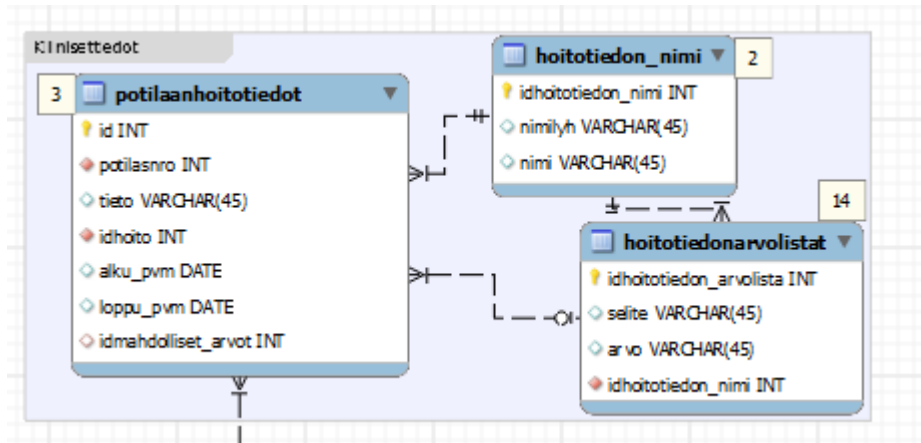 Kliinisettedot
3
potilaanhoitotiedot
id INT
potilasnro INT
tieto VARCHAR(45)
idhoito INT
alku_pvm DATE
loppu_pvm DATE
idmahdolliset_arvot INT
hoitotiedon_nimi
2
idhoitotiedon_nimi INT
nimilyh VARCHAR(45)
nimi VARCHAR(45)
14
hoitotiedonarvolistat
idhoitotiedon_arvolista INT
selite VARCHAR(45)
arvo VARCHAR(45)
idhoitotiedon_nimi INT